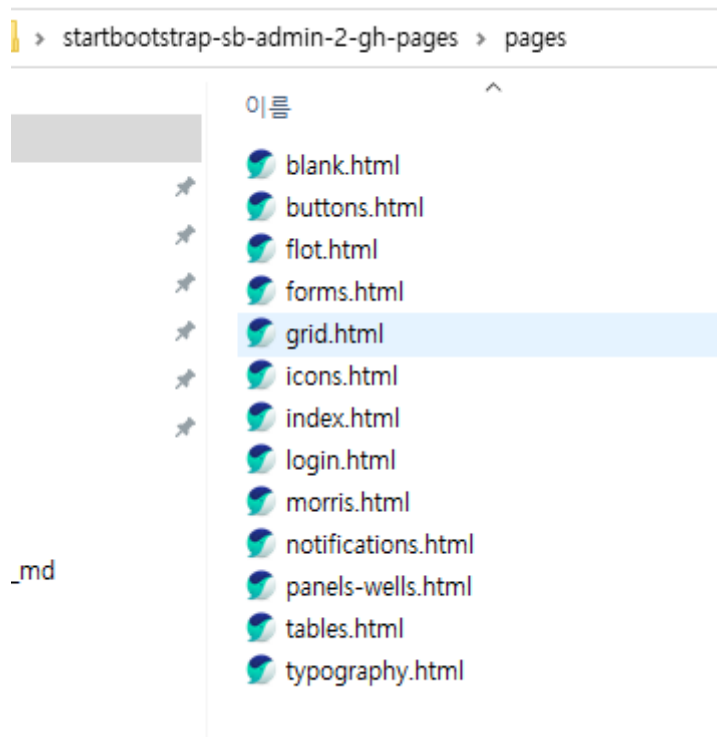 › startbootstrap-sb-admin-2-gh-pages › pages
이름
blank.html
buttons.html
flot.html
forms.html
grid.html
icons.html
index.html
login.html
morris.html
notifications.html
_md
panels-wells.html
tables.html
typography.html